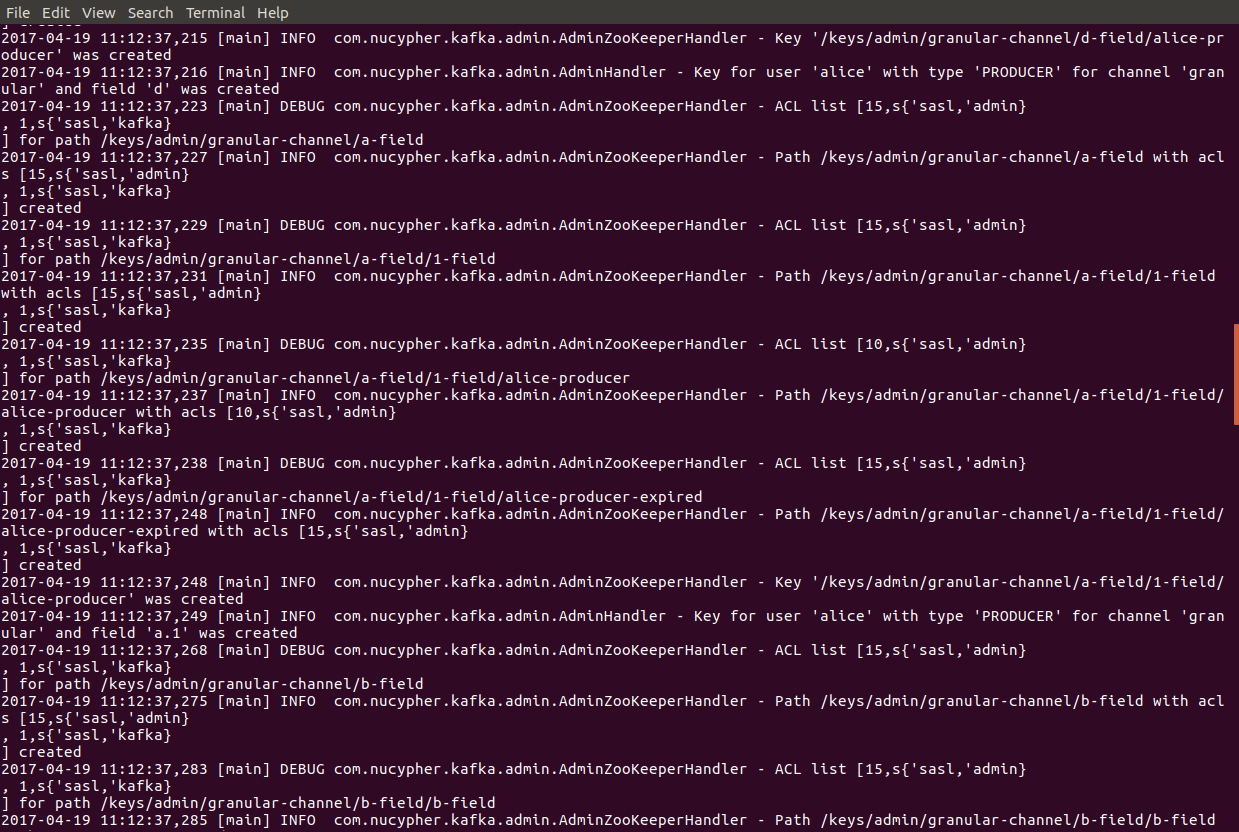 File Edit View Search Terminal Help
] created
2017-04-19 11:12:37,215 [main] INFO  com.nucypher.kafka.admin.AdminZooKeeperHandler - Key '/keys/admin/granular-channel/d-field/alice-pr
oducer' was created
2017-04-19 11:12:37,216 [main] INFO  com.nucypher.kafka.admin.AdminHandler - Key for user 'alice' with type 'PRODUCER' for channel 'gran
ular' and field 'd' was created
2017-04-19 11:12:37,223 [main] DEBUG com.nucypher.kafka.admin.AdminZooKeeperHandler - ACL list [15,s{'sasl,'admin}
, 1,s{'sasl,'kafka}
] for path /keys/admin/granular-channel/a-field
2017-04-19 11:12:37,227 [main] INFO  com.nucypher.kafka.admin.AdminZooKeeperHandler - Path /keys/admin/granular-channel/a-field with acl
s [15,s{'sasl,'admin}
, 1,s{'sasl,'kafka}
] created
2017-04-19 11:12:37,229 [main] DEBUG com.nucypher.kafka.admin.AdminZooKeeperHandler - ACL list [15,s{'sasl,'admin}
, 1,s{'sasl,'kafka}
] for path /keys/admin/granular-channel/a-field/1-field
2017-04-19 11:12:37,231 [main] INFO  com.nucypher.kafka.admin.AdminZooKeeperHandler - Path /keys/admin/granular-channel/a-field/1-field
with acls [15,s{'sasl,'admin}
, 1,s{'sasl,'kafka}
] created
2017-04-19 11:12:37,235 [main] DEBUG com.nucypher.kafka.admin.AdminZooKeeperHandler - ACL list [10,s{'sasl,'admin}
, 1,s{'sasl,'kafka}
] for path /keys/admin/granular-channel/a-field/1-field/alice-producer
2017-04-19 11:12:37,237 [main] INFO  com.nucypher.kafka.admin.AdminZooKeeperHandler - Path /keys/admin/granular-channel/a-field/1-field/
alice-producer with acls [10,s{'sasl,'admin}
, 1,s{'sasl,'kafka}
] created
2017-04-19 11:12:37,238 [main] DEBUG com.nucypher.kafka.admin.AdminZooKeeperHandler - ACL list [15,s{'sasl,'admin}
, 1,s{'sasl,'kafka}
] for path /keys/admin/granular-channel/a-field/1-field/alice-producer-expired
2017-04-19 11:12:37,248 [main] INFO  com.nucypher.kafka.admin.AdminZooKeeperHandler - Path /keys/admin/granular-channel/a-field/1-field/
alice-producer-expired with acls [15,s{'sasl,'admin}
, 1,s{'sasl,'kafka}
] created
2017-04-19 11:12:37,248 [main] INFO  com.nucypher.kafka.admin.AdminZooKeeperHandler - Key '/keys/admin/granular-channel/a-field/1-field/
alice-producer' was created
2017-04-19 11:12:37,249 [main] INFO  com.nucypher.kafka.admin.AdminHandler - Key for user 'alice' with type 'PRODUCER' for channel 'gran
ular' and field 'a.1' was created
2017-04-19 11:12:37,268 [main] DEBUG com.nucypher.kafka.admin.AdminZooKeeperHandler - ACL list [15,s{'sasl,'admin}
, 1,s{'sasl,'kafka}
] for path /keys/admin/granular-channel/b-field
2017-04-19 11:12:37,275 [main] INFO  com.nucypher.kafka.admin.AdminZooKeeperHandler - Path /keys/admin/granular-channel/b-field with acl
s [15,s{'sasl,'admin}
, 1,s{'sasl,'kafka}
] created
2017-04-19 11:12:37,283 [main] DEBUG com.nucypher.kafka.admin.AdminZooKeeperHandler - ACL list [15,s{'sasl,'admin}
, 1,s{'sasl,'kafka}
] for path /keys/admin/granular-channel/b-field/b-field
2017-04-19 11:12:37,285 [main] INFO  com.nucypher.kafka.admin.AdminZooKeeperHandler - Path /keys/admin/granular-channel/b-field/b-field